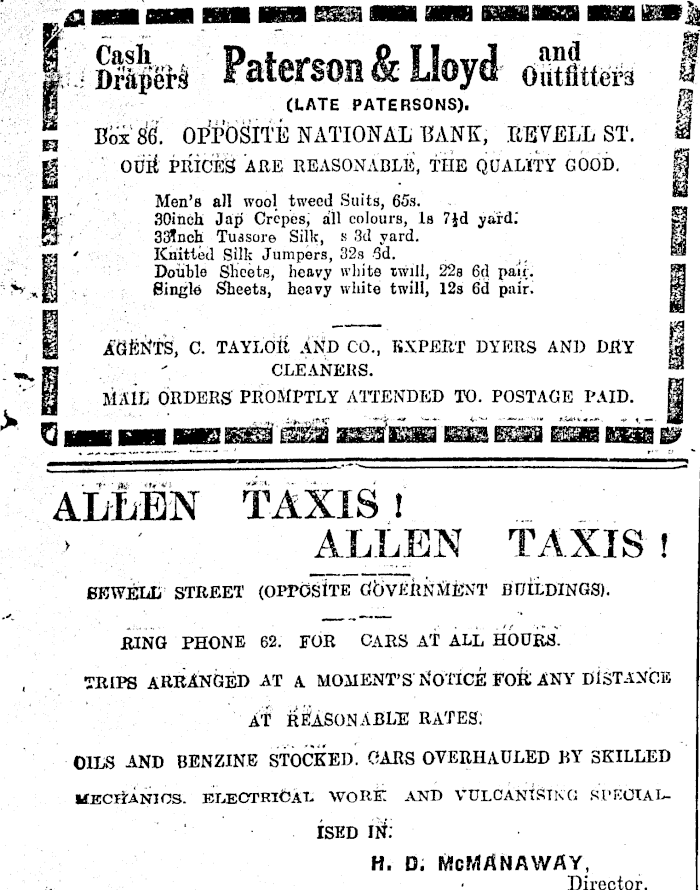 Cash Drapers Paterson & Lloyd and Outfitters
(LATE PATERSONS).
Box 86. OPPOSITE NATIONAL BANK, REVELL ST.
OUR PRICES ARE REASONABLE, THE QUALITY GOOD.
Men's all wool tweed Suits, 65s.
30inch Jap Crepes, all colours, 1s 7½d yard.
33inch Tussore Silk, s 3d yard.
Knitted Silk Jumpers, 32s 6d.
Double Sheets, heavy white twill, 22s 6d pair.
Single Sheets, heavy white twill, 12s 6d pair.
AGENTS, C. TAYLOR AND CO., EXPERT DYERS AND DRY
CLEANERS.
MAIL ORDERS PROMPTLY ATTENDED TO. POSTAGE PAID.
ALLEN TAXIS!
ALLEN TAXIS!
SEWELL STREET (OPPOSITE GOVERNMENT BUILDINGS).
RING PHONE 62. FOR CARS AT ALL HOURS.
TRIPS ARRANGED AT A MOMENT'S NOTICE FOR ANY DISTANCE
AT REASONABLE RATES.
OILS AND BENZINE STOCKED. CARS OVERHAULED BY SKILLED
MECHANICS. ELECTRICAL WORK AND VULCANISING SPECIAL-
ISED IN.
H. D. McMANAWAY,
Director.